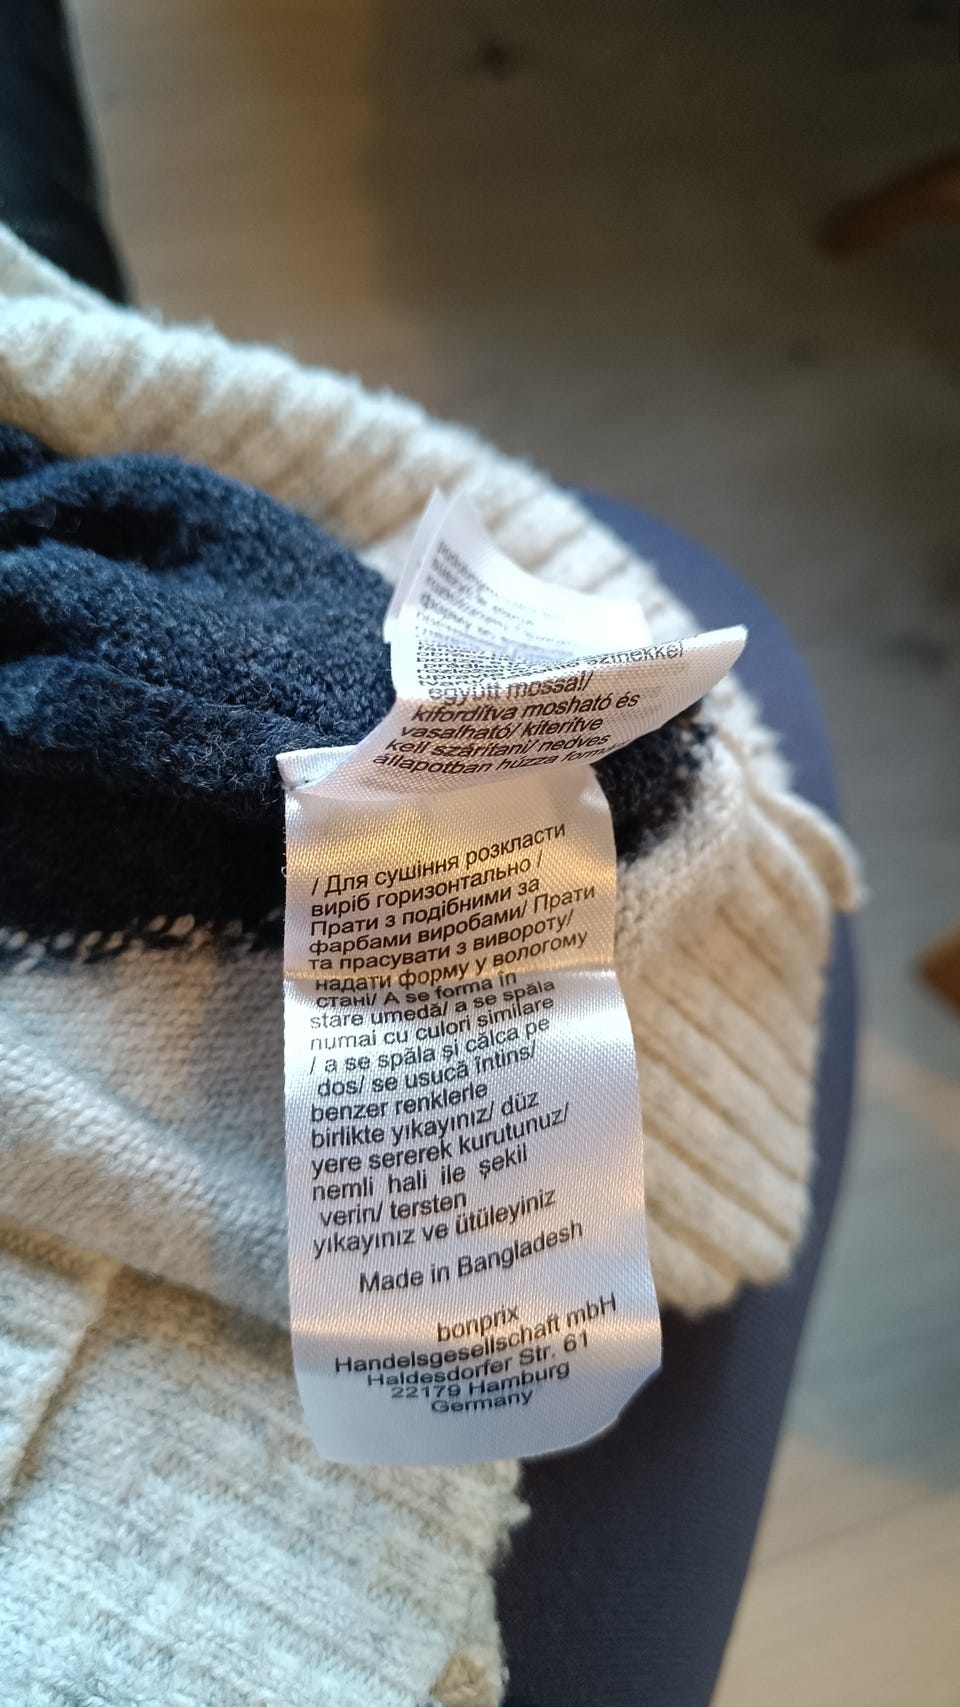 színekkel
együtt mossa!/
kifordítva mosható és
vasalható/ kiterítve
kell szárítani/ nedves
állapotban húzza
/ Для сушіння розкласти
виріб горизонтально /
Прати з подібними за
фарбами виробами/ Прати
та прасувати з вивороту/
надати форму у вологому
стані/ A se forma în
stare umedă/ a se spăla
numai cu culori similare
/ a se spăla și călca pe
dos/ se usucă întins/
benzer renklerle
birlikte yıkayınız/ düz
yere sererek kurutunuz/
nemli hali ile şekil
verin/ tersten
yıkayınız ve ütüleyiniz
Made in Bangladesh
bonprix
Handelsgesellschaft mbH
Haldesdorfer Str. 61
22179 Hamburg
Germany